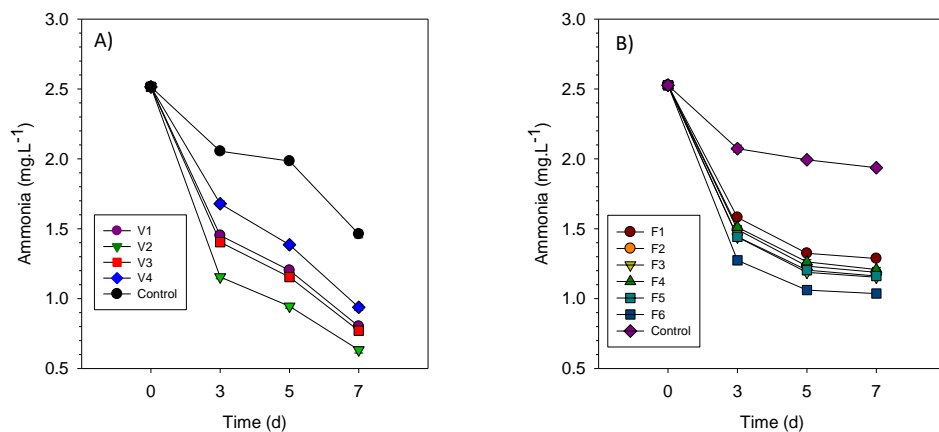 A)
Ammonia (mg.L-1)
3.0
2.5
2.0
1.5
1.0
0.5
V1
V2
V3
V4
Control
0 3 5 7
Time (d)
B)
Ammonia (mg.L-1)
3.0
2.5
2.0
1.5
1.0
0.5
F1
F2
F3
F4
F5
F6
Control
0 3 5 7
Time (d)